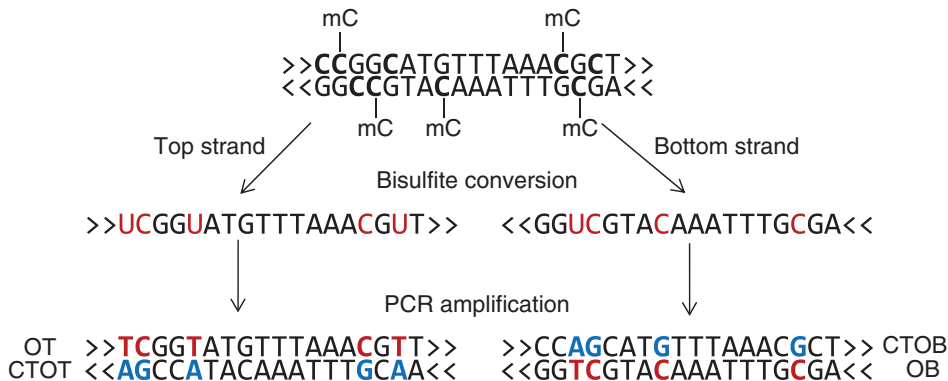 mC mC
>>CCGGCATGTTTAAACGCT>>
<<GGCCGTACAAATTTGCGA<<
mC mC mC
Top strand Bottom strand
Bisulfite conversion
>>UCGGUATGTTTAAACGUT>> <<GGUCGTACAAATTTGCGA<<
PCR amplification
OT >>TCGGTATGTTTAAACGTT>> >>CCAGCATGTTTAAACGCT>> CTOB
CTOT <<AGCCATACAAATTTGCAA<< <<GGTCGTACAAATTTGCGA<< OB